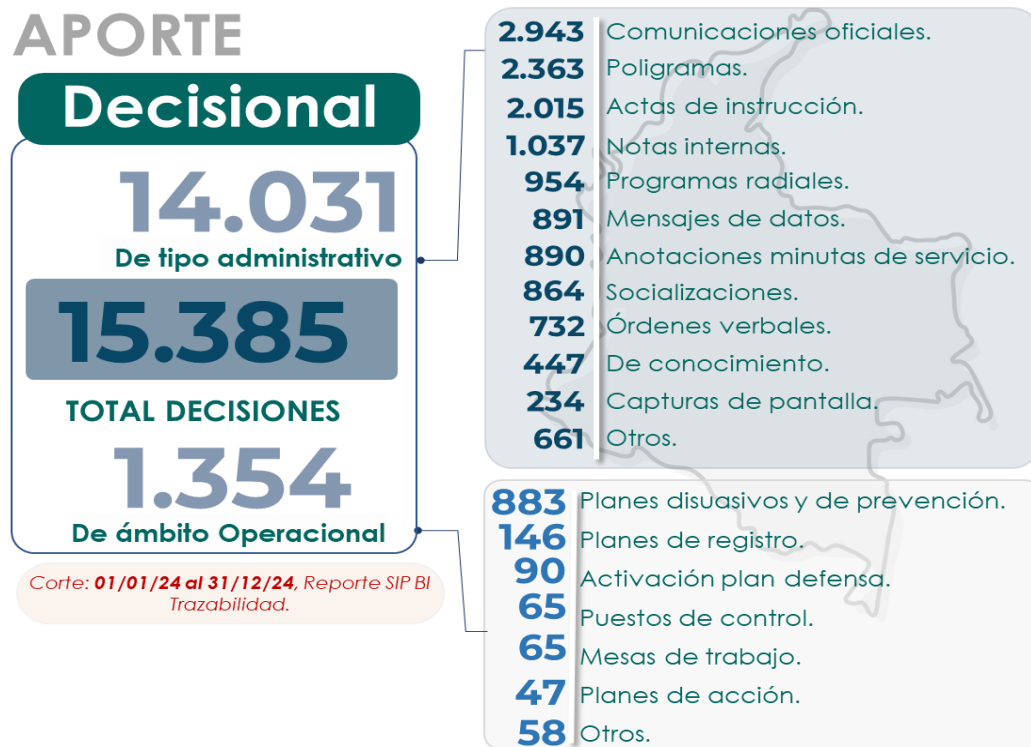 APORTE
Decisional
14.031
De tipo administrativo
15.385
TOTAL DECISIONES
1.354
De ámbito Operacional
Corte: 01/01/24 al 31/12/24, Reporte SIP BI
Trazabilidad.
2.943 Comunicaciones oficiales.
2.363 Poligramas.
2.015 Actas de instrucción.
1.037 Notas internas.
954 Programas radiales.
891 Mensajes de datos.
890 Anotaciones minutas de servicio.
864 Socializaciones.
732 Órdenes verbales.
447 De conocimiento.
234 Capturas de pantalla.
661 Otros.
883 Planes disuasivos y de prevención.
146 Planes de registro.
90 Activación plan defensa.
65 Puestos de control.
65 Mesas de trabajo.
47 Planes de acción.
58 Otros.